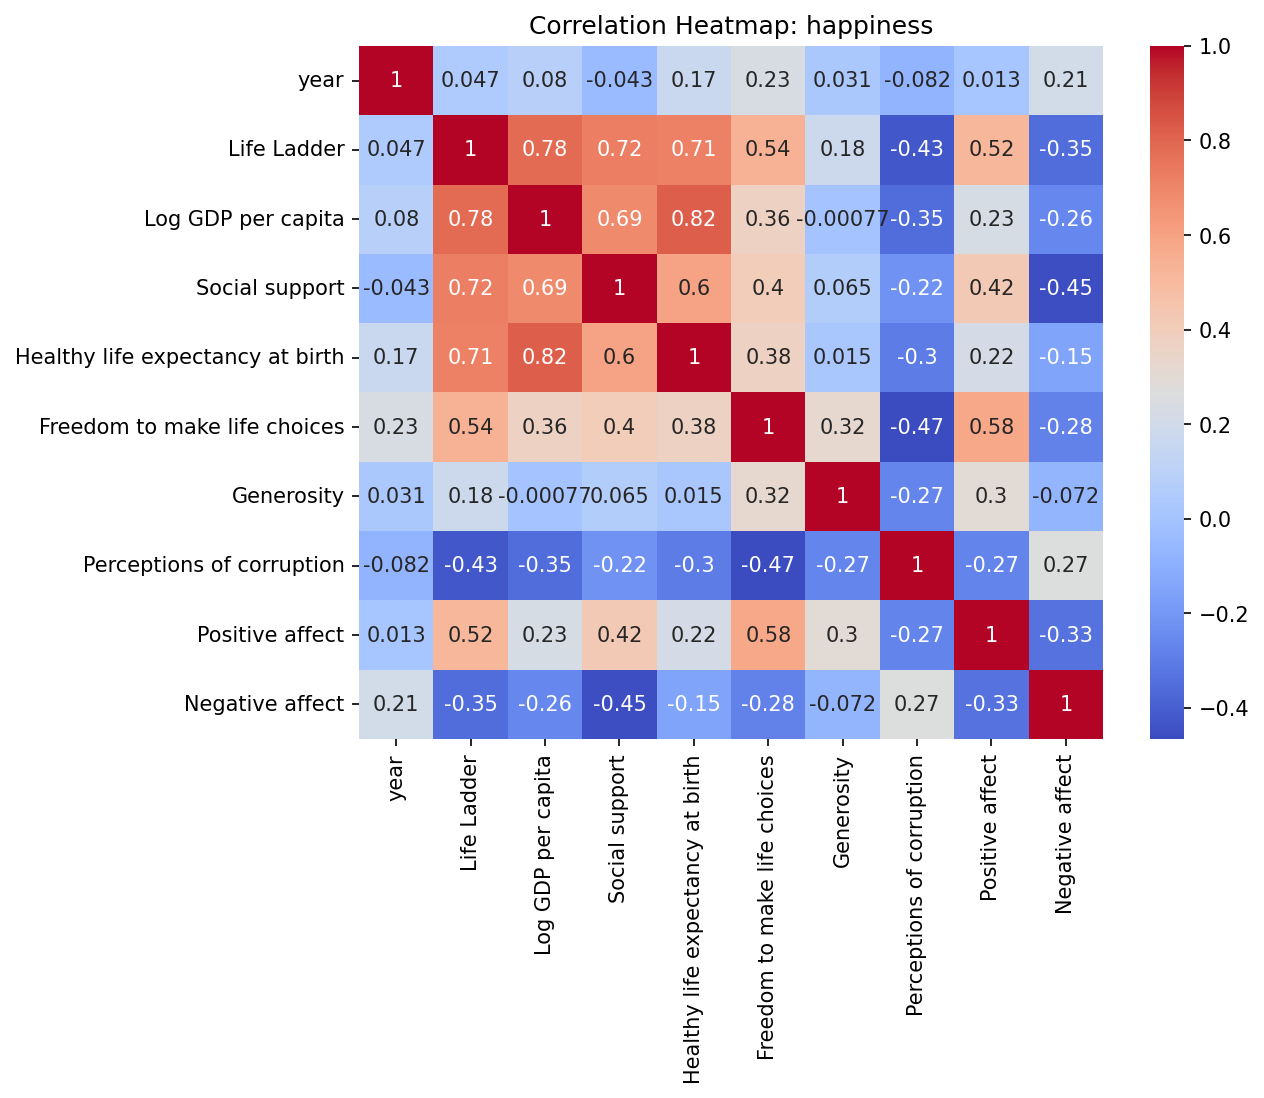 Correlation Heatmap: happiness
year 1 0.047 0.08 -0.043 0.17 0.23 0.031 -0.082 0.013 0.21
Life Ladder 0.047 1 0.78 0.72 0.71 0.54 0.18 -0.43 0.52 -0.35
Log GDP per capita 0.08 0.78 1 0.69 0.82 0.36 -0.00077 -0.35 0.23 -0.26
Social support -0.043 0.72 0.69 1 0.6 0.4 0.065 -0.22 0.42 -0.45
Healthy life expectancy at birth 0.17 0.71 0.82 0.6 1 0.38 0.015 -0.3 0.22 -0.15
Freedom to make life choices 0.23 0.54 0.36 0.4 0.38 1 0.32 -0.47 0.58 -0.28
Generosity 0.031 0.18 -0.00077 0.065 0.015 0.32 1 -0.27 0.3 -0.072
Perceptions of corruption -0.082 -0.43 -0.35 -0.22 -0.3 -0.47 -0.27 1 -0.27 0.27
Positive affect 0.013 0.52 0.23 0.42 0.22 0.58 0.3 -0.27 1 -0.33
Negative affect 0.21 -0.35 -0.26 -0.45 -0.15 -0.28 -0.072 0.27 -0.33 1
year
Life Ladder
Log GDP per capita
Social support
Healthy life expectancy at birth
Freedom to make life choices
Generosity
Perceptions of corruption
Positive affect
Negative affect
1.0
0.8
0.6
0.4
0.2
0.0
−0.2
−0.4